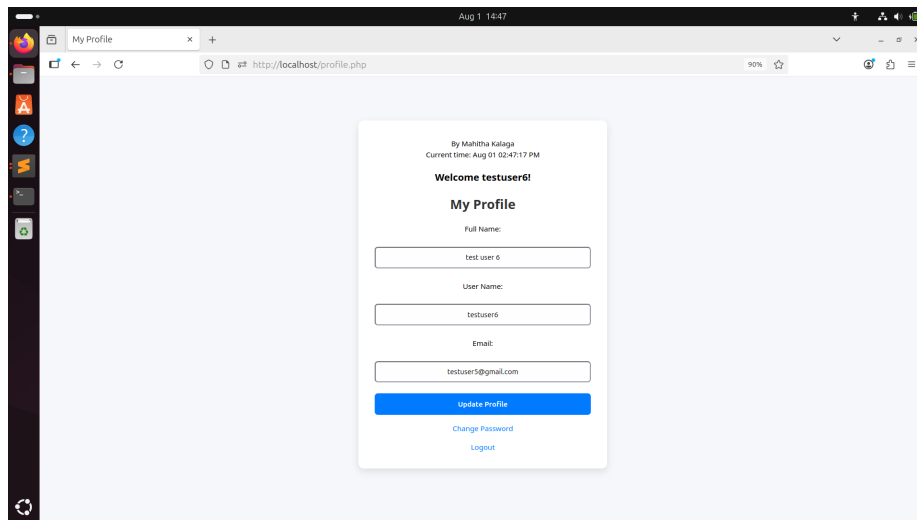 Aug 1 14:47
My Profile
http://localhost/profile.php
90%
By Mahitha Kalaga
Current time: Aug 01 02:47:17 PM
Welcome testuser6!
My Profile
Full Name:
test user 6
User Name:
testuser6
Email:
testuser5@gmail.com
Update Profile
Change Password
Logout